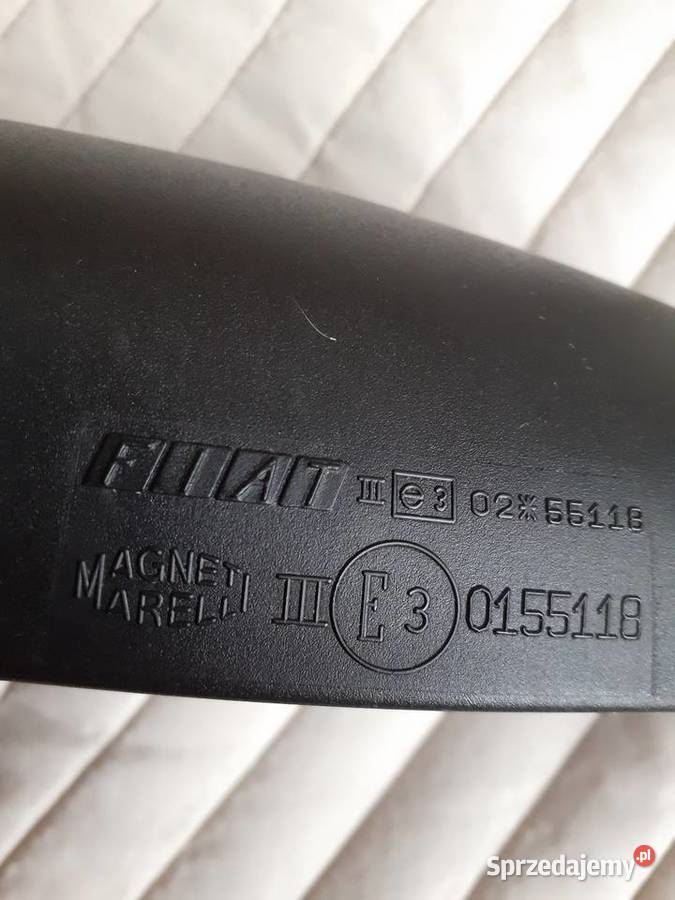 FIAT III e3 02*55118
MAGNETI MARELLI III E3 0155118
Sprzedajemy.pl